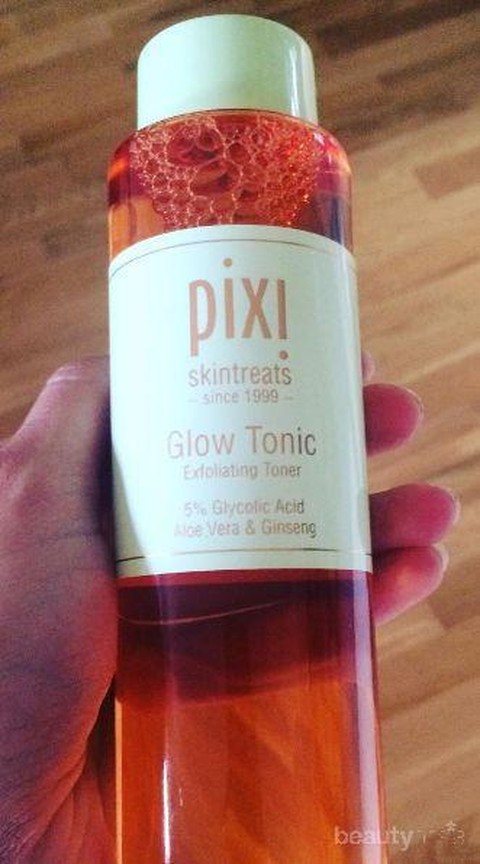 pixi
skintreats
– since 1999 –
Glow Tonic
Exfoliating Toner
5% Glycolic Acid
Aloe Vera & Ginseng
beauty